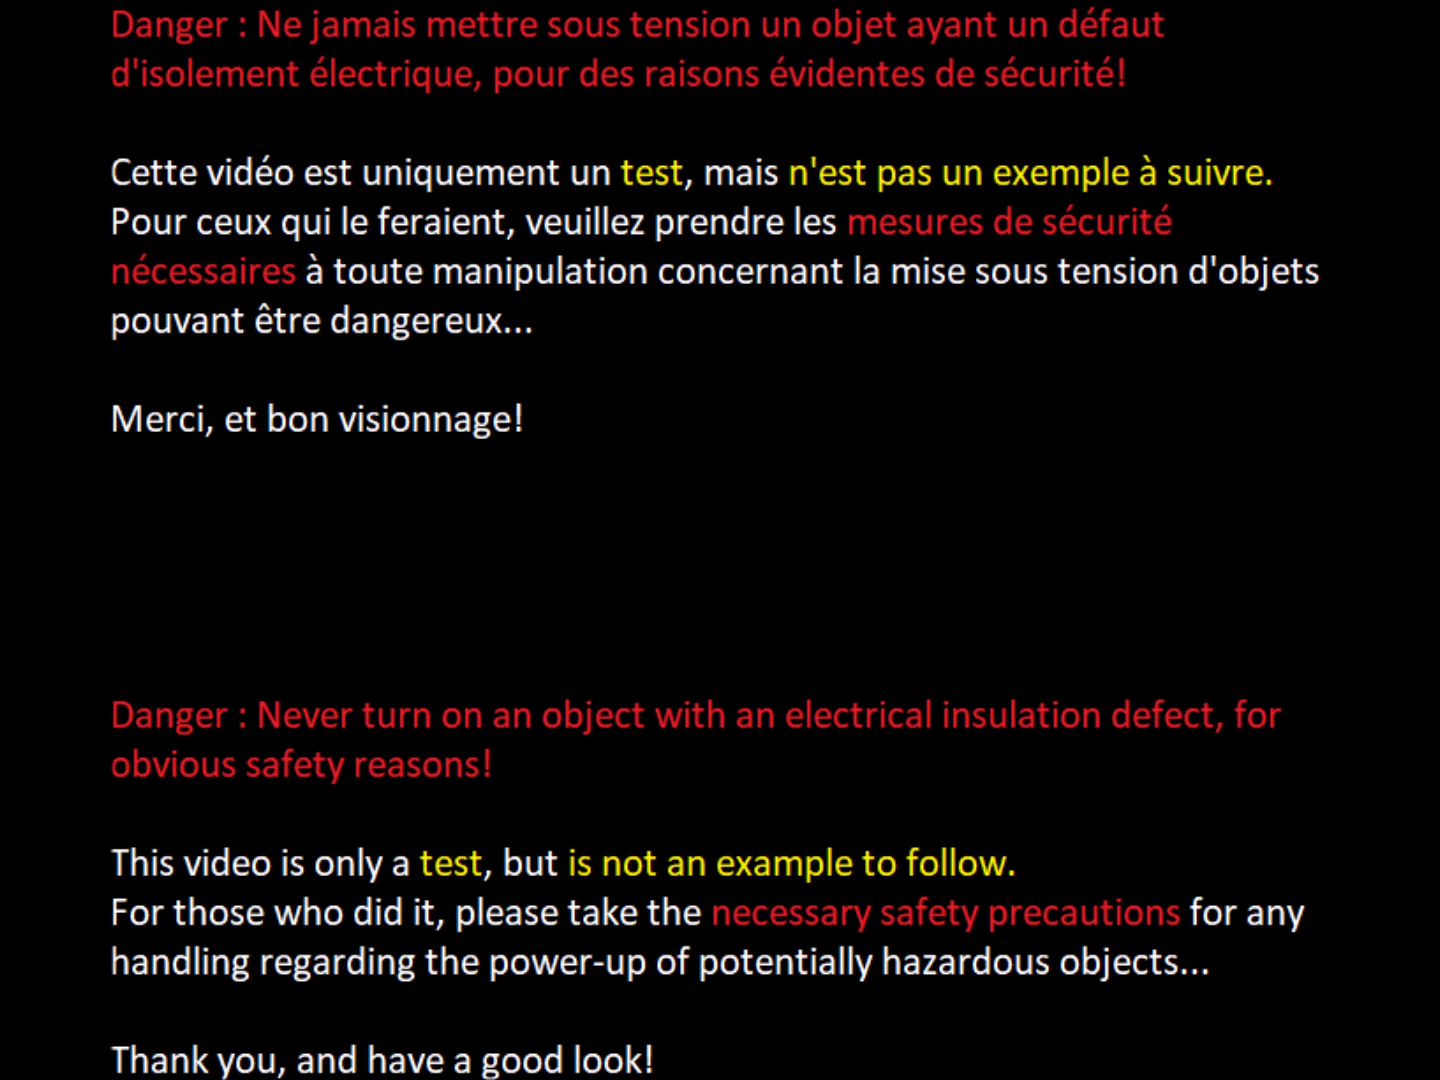 Danger : Ne jamais mettre sous tension un objet ayant un défaut
d'isolement électrique, pour des raisons évidentes de sécurité!
Cette vidéo est uniquement un test, mais n'est pas un exemple à suivre.
Pour ceux qui le feraient, veuillez prendre les mesures de sécurité
nécessaires à toute manipulation concernant la mise sous tension d'objets
pouvant être dangereux...
Merci, et bon visionnage!
Danger : Never turn on an object with an electrical insulation defect, for
obvious safety reasons!
This video is only a test, but is not an example to follow.
For those who did it, please take the necessary safety precautions for any
handling regarding the power-up of potentially hazardous objects...
Thank you, and have a good look!